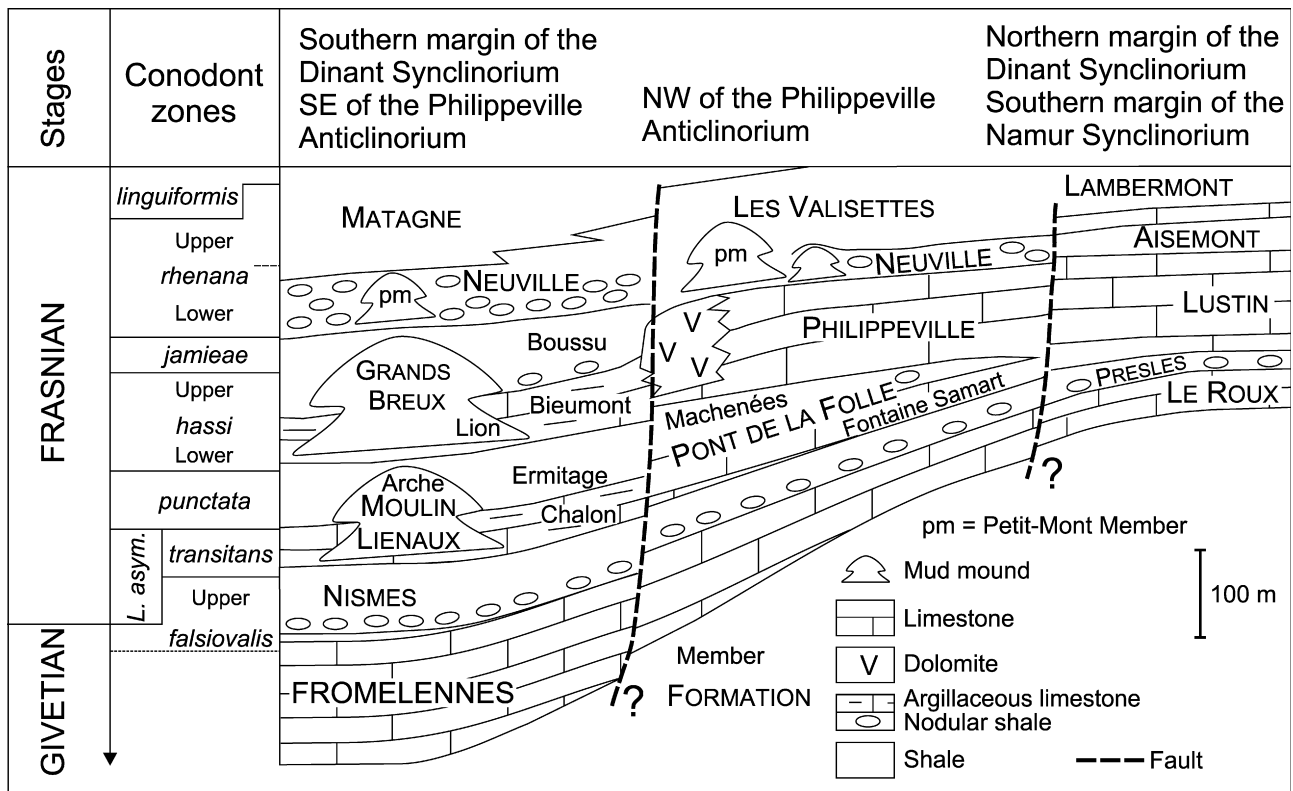 Stages
Conodont
zones
Southern margin of the
Dinant Synclinorium
SE of the Philippeville
Anticlinorium
NW of the Philippeville
Anticlinorium
Northern margin of the
Dinant Synclinorium
Southern margin of the
Namur Synclinorium
FRASNIAN
GIVETIAN
linguiformis
Upper
rhenana
Lower
jamieae
Upper
hassi
Lower
punctata
L. asym.
transitans
Upper
falsiovalis
MATAGNE
NEUVILLE
pm
Boussu
GRANDS
BREUX
Bieumont
Lion
Arche
MOULIN
LIENAUX
Ermitage
Chalon
NISMES
FROMELENNES
?
LES VALISETTES
pm
NEUVILLE
V
V
V
PHILIPPEVILLE
Machenées
PONT DE LA FOLLE
Fontaine Samart
LAMBERMONT
AISEMONT
LUSTIN
PRESLES
LE ROUX
?
Member
FORMATION
pm = Petit-Mont Member
Mud mound
Limestone
V Dolomite
Argillaceous limestone
Nodular shale
Shale
Fault
100 m